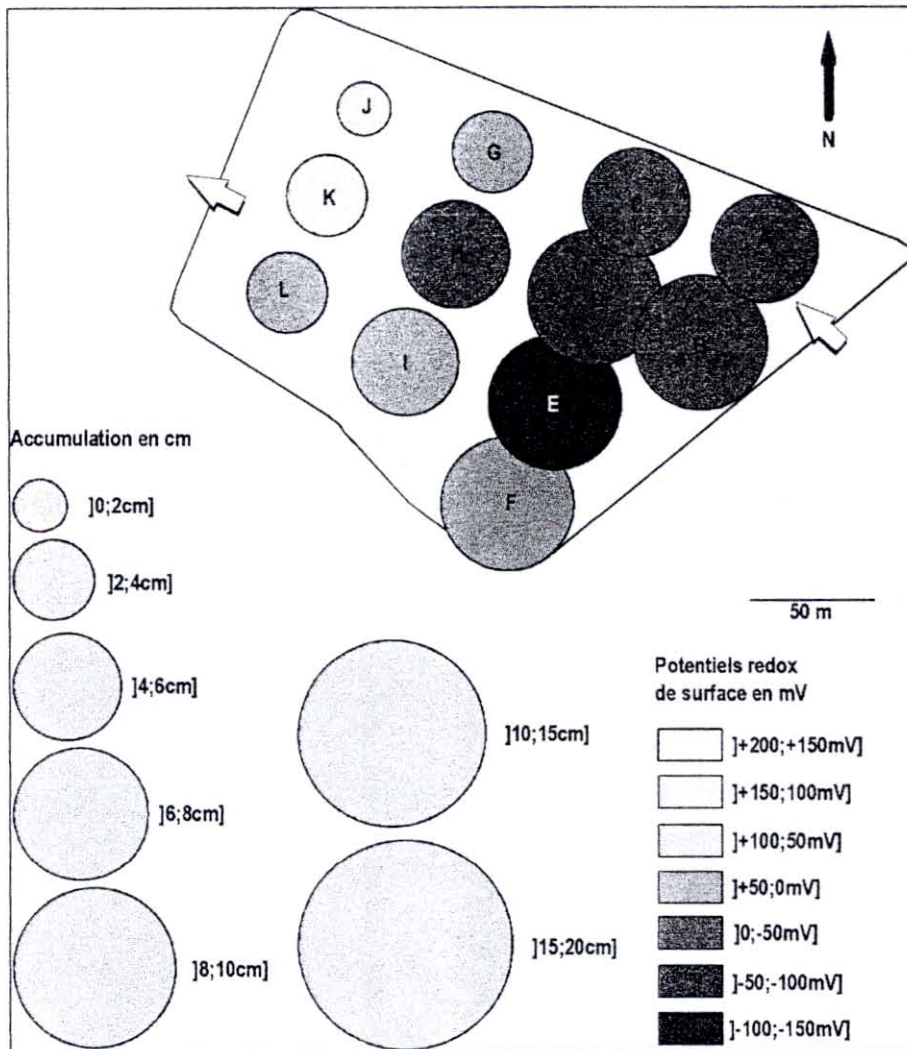 J
N
G
K
L
I
E
F
B
Accumulation en cm
]0;2cm]
]2;4cm]
]4;6cm]
]6;8cm]
]8;10cm]
]10;15cm]
]15;20cm]
50 m
Potentiels redox
de surface en mV
]+200;+150mV]
]+150;100mV]
]+100;50mV]
]+50;0mV]
]0;-50mV]
]-50;-100mV]
]-100;-150mV]